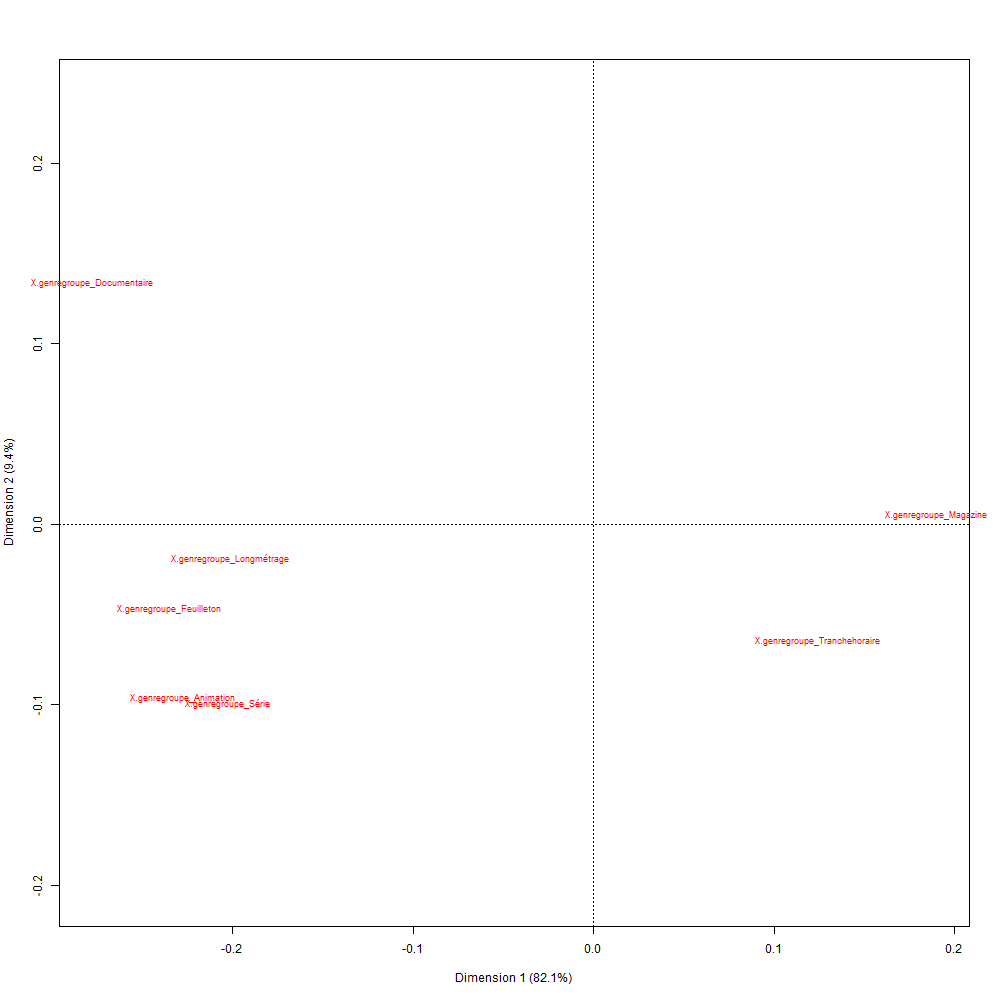 0.2
X.genregroupe_Documentaire
0.1
Dimension 2 (9.4%)
X.genregroupe_Magazine
0.0
X.genregroupe_Longmétrage
X.genregroupe_Feuilleton
X.genregroupe_Tranchehoraire
X.genregroupe_Animation
X.genregroupe_Série
-0.1
-0.2
-0.2 -0.1 0.0 0.1 0.2
Dimension 1 (82.1%)